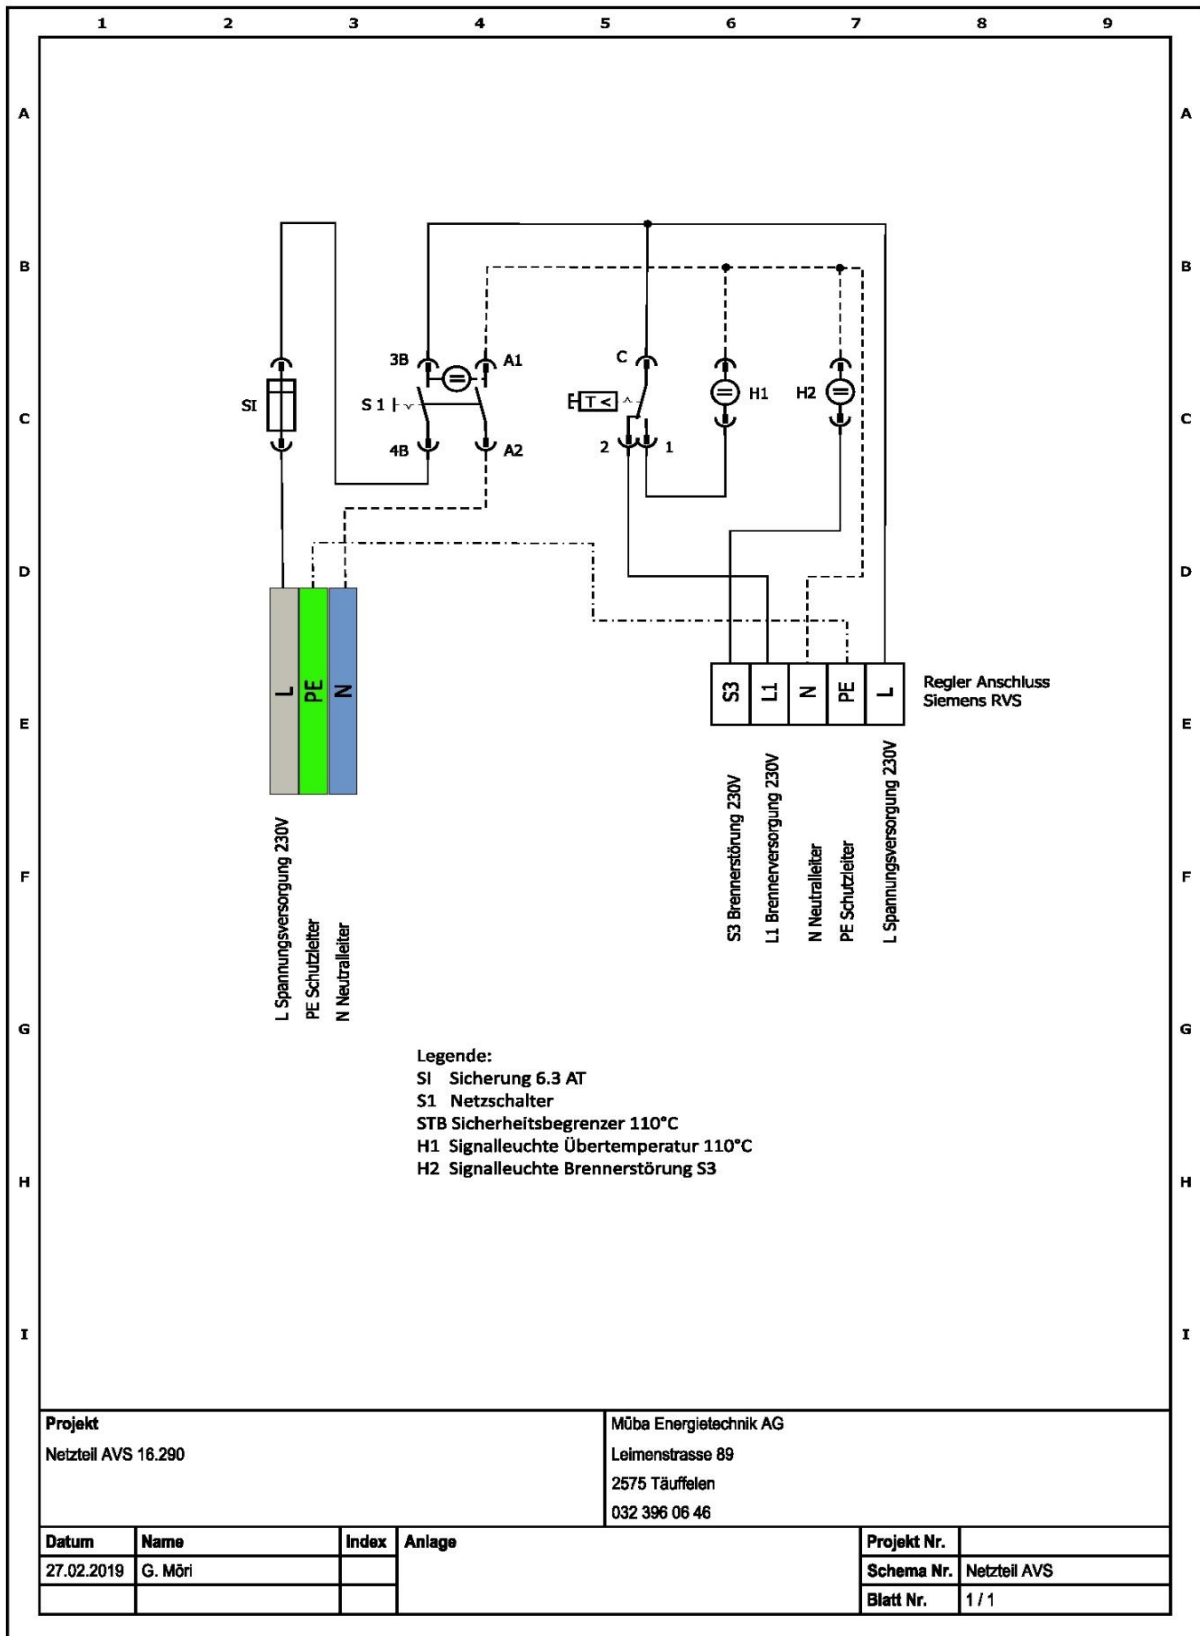 1 2 3 4 5 6 7 8 9
A A
B B
3B A1 C
C SI S 1 T < H1 H2 C
4B A2 2 1
D D
L PE N
S3 L1 N PE L
Regler Anschluss
Siemens RVS
E E
L Spannungsversorgung 230V
PE Schutzleiter
N Neutralleiter
S3 Brennerstörung 230V
L1 Brennerversorgung 230V
N Neutralleiter
PE Schutzleiter
L Spannungsversorgung 230V
F F
G G
Legende:
SI Sicherung 6.3 AT
S1 Netzschalter
STB Sicherheitsbegrenzer 110°C
H1 Signalleuchte Übertemperatur 110°C
H2 Signalleuchte Brennerstörung S3
H H
I I
Projekt
Netzteil AVS 16.290
Müba Energietechnik AG
Leimenstrasse 89
2575 Täuffelen
032 396 06 46
Datum Name Index Anlage Projekt Nr.
27.02.2019 G. Möri Schema Nr. Netzteil AVS
Blatt Nr. 1 / 1